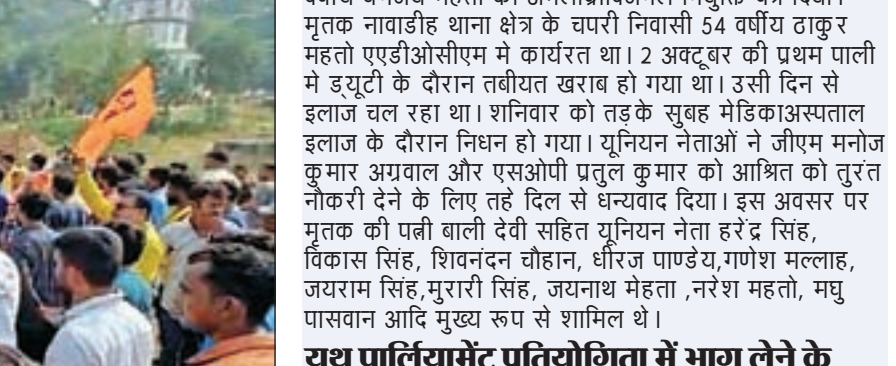 मृतक नावाडीह थाना क्षेत्र के चपरी निवासी 54 वर्षीय ठाकुर
महतो एएडीओसीएम मे कार्यरत था। 2 अक्टूबर की प्रथम पाली
मे ड्यूटी के दौरान तबीयत खराब हो गया था। उसी दिन से
इलाज चल रहा था। शनिवार को तड़के सुबह मेडिकाअस्पताल
इलाज के दौरान निधन हो गया। यूनियन नेताओं ने जीएम मनोज
कुमार अग्रवाल और एसओपी प्रतुल कुमार को आश्रित को तुरंत
नौकरी देने के लिए तहे दिल से धन्यवाद दिया। इस अवसर पर
मृतक की पत्नी बाली देवी सहित यूनियन नेता हरेंद्र सिंह,
विकास सिंह, शिवनंदन चौहान, धीरज पाण्डेय,गणेश मल्लाह,
जयराम सिंह,मुरारी सिंह, जयनाथ मेहता ,नरेश महतो, मघु
पासवान आदि मुख्य रूप से शामिल थे।
यूथ पार्लियामेंट प्रतियोगिता में भाग लेने के